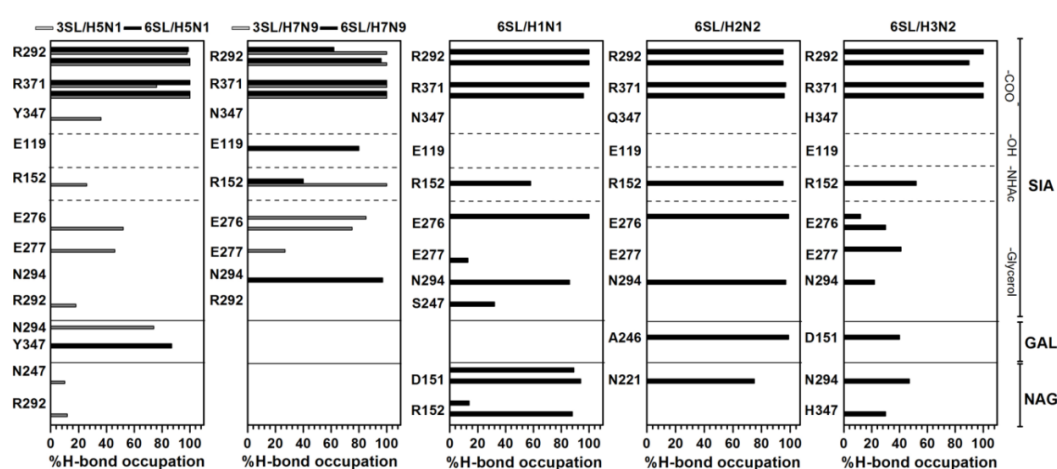 3SL/H5N1 6SL/H5N1
R292
R371
Y347
E119
R152
E276
E277
N294
R292
N294
Y347
N247
R292
0 20 40 60 80 100
%H-bond occupation
3SL/H7N9 6SL/H7N9
R292
R371
N347
E119
R152
E276
E277
N294
R292
0 20 40 60 80 100
%H-bond occupation
6SL/H1N1
R292
R371
N347
E119
R152
E276
E277
N294
S247
D151
R152
0 20 40 60 80 100
%H-bond occupation
6SL/H2N2
R292
R371
Q347
E119
R152
E276
N294
A246
N221
0 20 40 60 80 100
%H-bond occupation
6SL/H3N2
R292
R371
H347
E119
R152
E276
E277
N294
D151
N294
H347
0 20 40 60 80 100
%H-bond occupation
-COO
-OH
-NHAc
-Glycerol
SIA
GAL
NAG